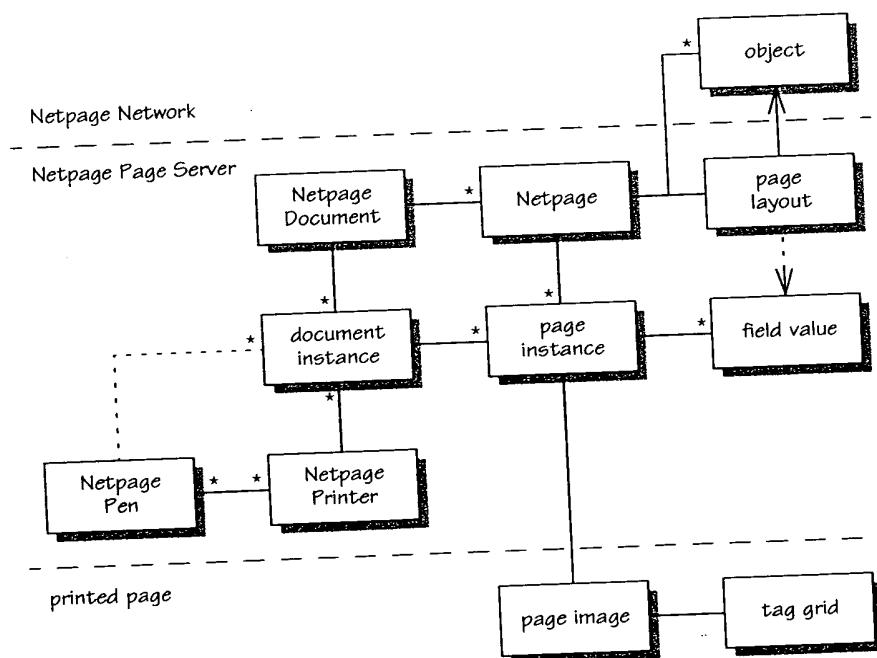 *
object
Netpage Network
Netpage Page Server
Netpage
Document
*
Netpage
page
layout
*
*
*
document
instance
*
page
instance
*
field value
*
Netpage
Pen
*
*
Netpage
Printer
printed page
page image
tag grid